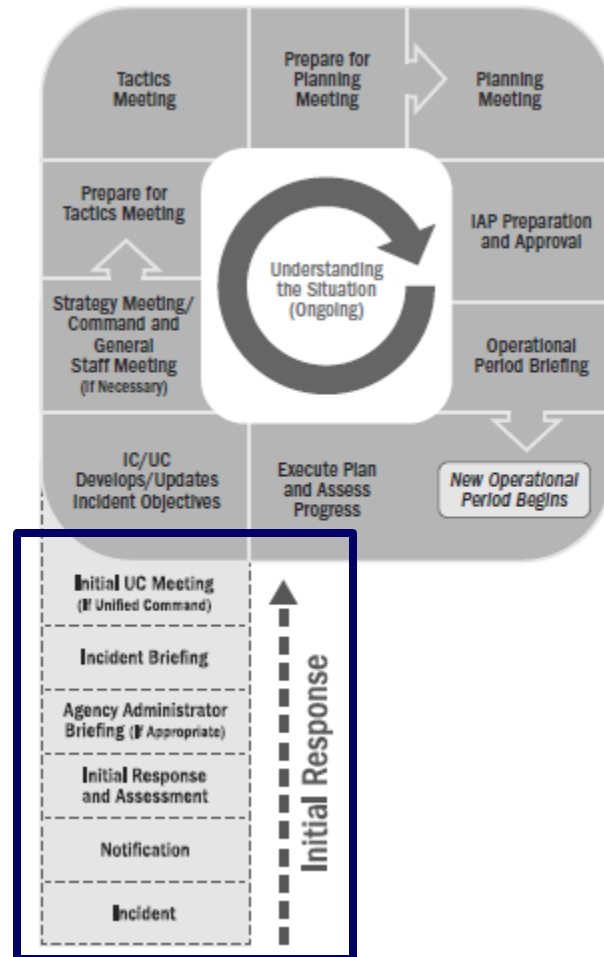 Tactics
Meeting
Prepare for
Planning
Meeting
Planning
Meeting
Prepare for
Tactics Meeting
Understanding
the Situation
(Ongoing)
IAP Preparation
and Approval
Strategy Meeting/
Command and
General
Staff Meeting
(If Necessary)
Operational
Period Briefing
IC/UC
Develops/Updates
Incident Objectives
Execute Plan
and Assess
Progress
New Operational
Period Begins
Initial UC Meeting
(If Unified Command)
Incident Briefing
Agency Administrator
Briefing (If Appropriate)
Initial Response
and Assessment
Notification
Incident
Initial Response